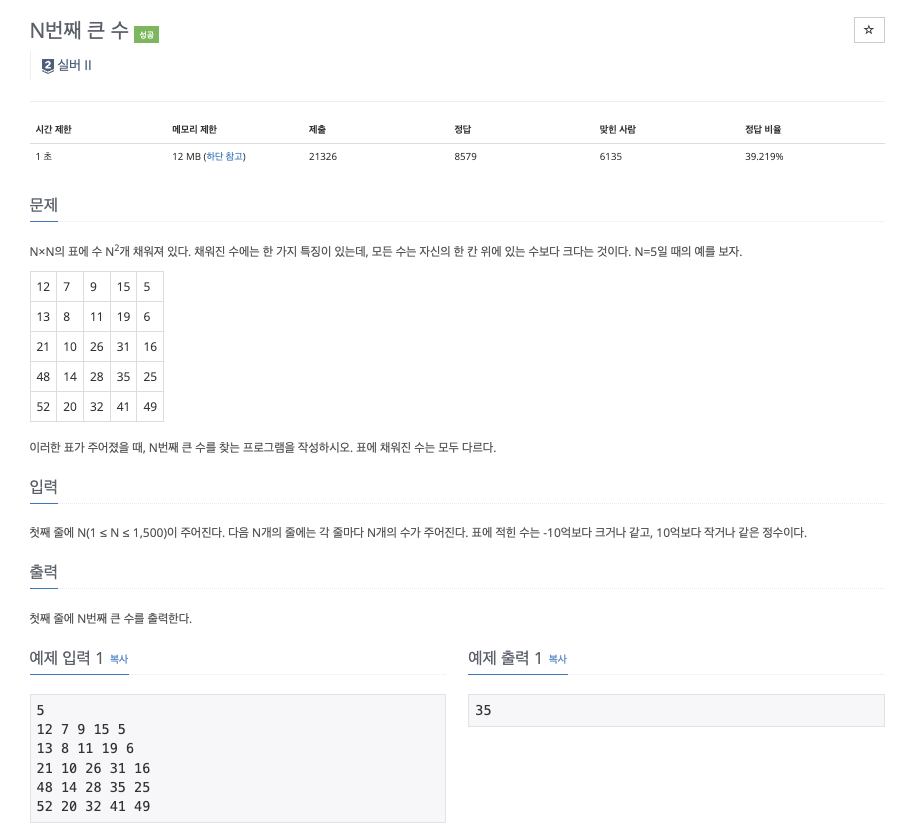 N번째 큰 수 성공
☆
2 실버 II
시간 제한 메모리 제한 제출 정답 맞힌 사람 정답 비율
1 초 12 MB (하단 참고) 21326 8579 6135 39.219%
문제
N×N의 표에 수 N²개 채워져 있다. 채워진 수에는 한 가지 특징이 있는데, 모든 수는 자신의 한 칸 위에 있는 수보다 크다는 것이다. N=5일 때의 예를 보자.
12 7 9 15 5
13 8 11 19 6
21 10 26 31 16
48 14 28 35 25
52 20 32 41 49
이러한 표가 주어졌을 때, N번째 큰 수를 찾는 프로그램을 작성하시오. 표에 채워진 수는 모두 다르다.
입력
첫째 줄에 N(1 ≤ N ≤ 1,500)이 주어진다. 다음 N개의 줄에는 각 줄마다 N개의 수가 주어진다. 표에 적힌 수는 -10억보다 크거나 같고, 10억보다 작거나 같은 정수이다.
출력
첫째 줄에 N번째 큰 수를 출력한다.
예제 입력 1 복사
5
12 7 9 15 5
13 8 11 19 6
21 10 26 31 16
48 14 28 35 25
52 20 32 41 49
예제 출력 1 복사
35